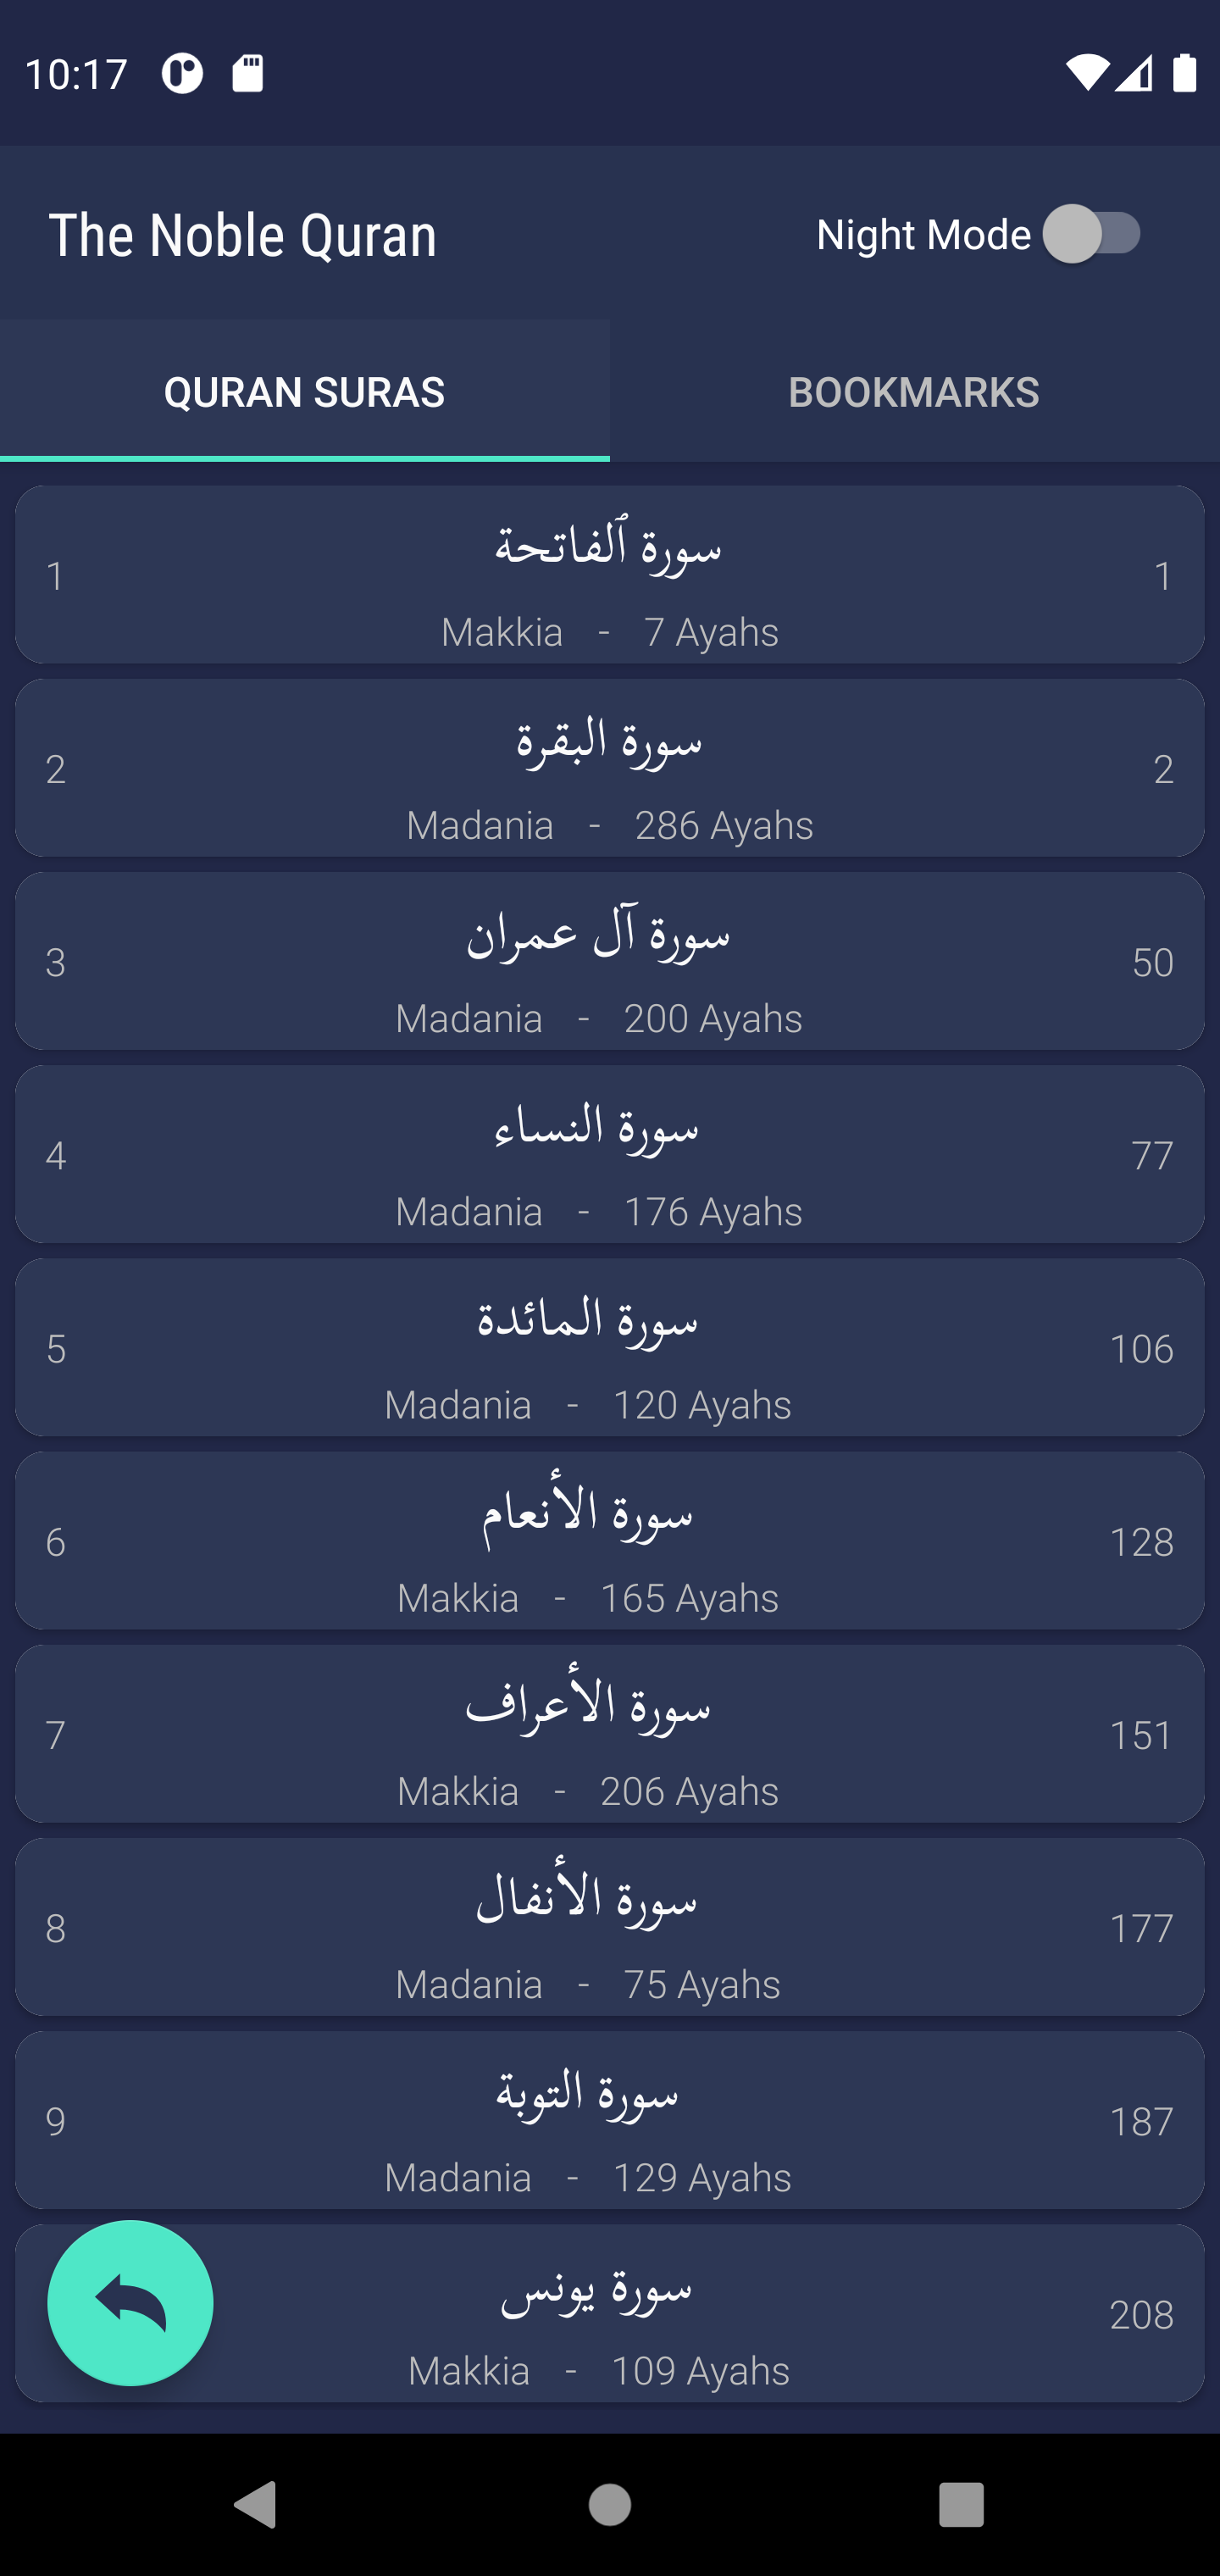 10:17
The Noble Quran
Night Mode
QURAN SURAS
BOOKMARKS
1
سورة ٱلفاتحة
1
Makkia - 7 Ayahs
2
سورة البقرة
2
Madania - 286 Ayahs
3
سورة آل عمران
50
Madania - 200 Ayahs
4
سورة النساء
77
Madania - 176 Ayahs
5
سورة المائدة
106
Madania - 120 Ayahs
6
سورة الأنعام
128
Makkia - 165 Ayahs
7
سورة الأعراف
151
Makkia - 206 Ayahs
8
سورة الأنفال
177
Madania - 75 Ayahs
9
سورة التوبة
187
Madania - 129 Ayahs
سورة يونس
208
Makkia - 109 Ayahs